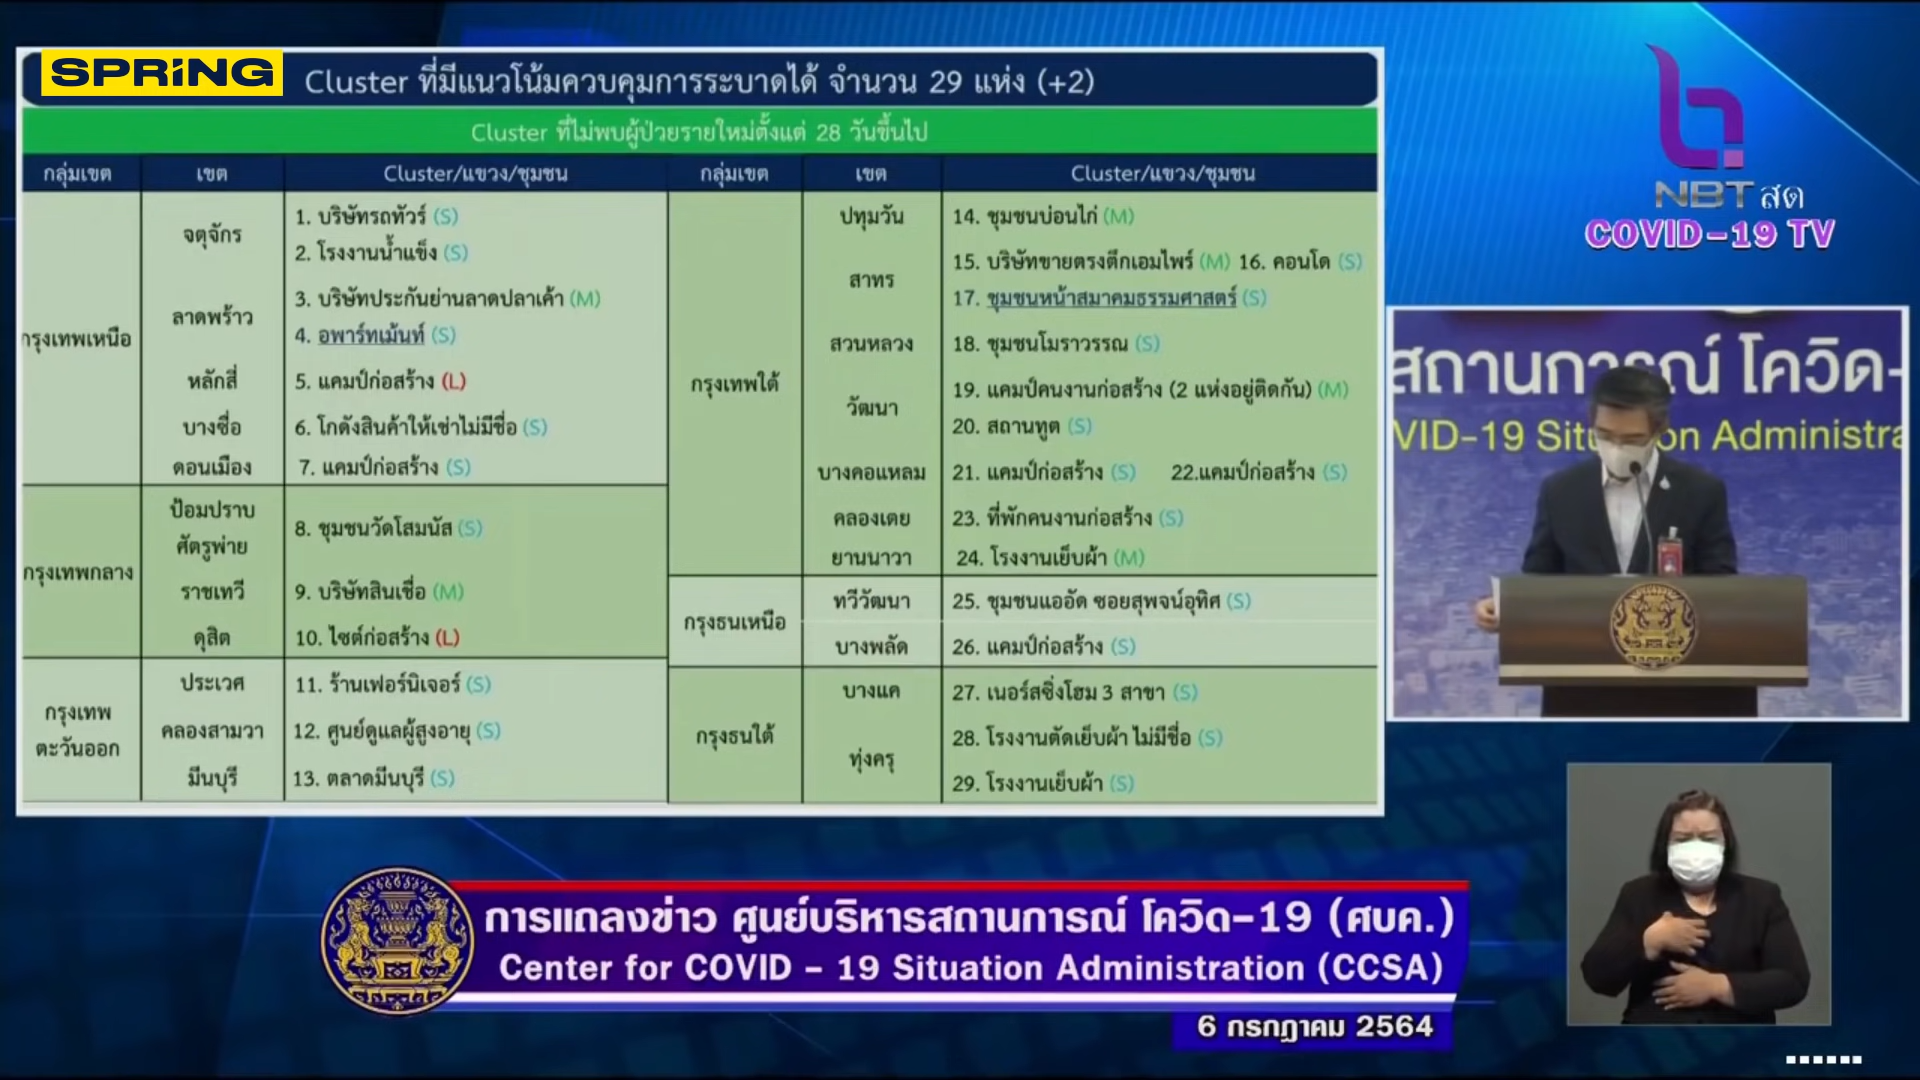 SPRiNG
Cluster ที่มีแนวโน้มควบคุมการระบาดได้ จำนวน 29 แห่ง (+2)
Cluster ที่ไม่พบผู้ป่วยรายใหม่ตั้งแต่ 28 วันขึ้นไป
กลุ่มเขต เขต Cluster/แขวง/ชุมชน
กรุงเทพเหนือ
จตุจักร
1. บริษัทรถทัวร์ (S)
2. โรงงานน้ำแข็ง (S)
ลาดพร้าว
3. บริษัทประกันย่านลาดปลาเค้า (M)
4. อพาร์ทเม้นท์ (S)
หลักสี่ 5. แคมป์ก่อสร้าง (L)
บางซื่อ 6. โกดังสินค้าให้เช่าไม่มีชื่อ (S)
ดอนเมือง 7. แคมป์ก่อสร้าง (S)
กรุงเทพกลาง
ป้อมปราบ
ศัตรูพ่าย
8. ชุมชนวัดโสมนัส (S)
ราชเทวี 9. บริษัทสินเชื่อ (M)
ดุสิต 10. ไซต์ก่อสร้าง (L)
กรุงเทพ
ตะวันออก
ประเวศ 11. ร้านเฟอร์นิเจอร์ (S)
คลองสามวา 12. ศูนย์ดูแลผู้สูงอายุ (S)
มีนบุรี 13. ตลาดมีนบุรี (S)
กลุ่มเขต เขต Cluster/แขวง/ชุมชน
กรุงเทพใต้
ปทุมวัน 14. ชุมชนบ่อนไก่ (M)
สาทร
15. บริษัทขายตรงตึกเอมไพร์ (M) 16. คอนโด (S)
17. ชุมชนหน้าสมาคมธรรมศาสตร์ (S)
สวนหลวง 18. ชุมชนโมราวรรณ (S)
วัฒนา
19. แคมป์คนงานก่อสร้าง (2 แห่งอยู่ติดกัน) (M)
20. สถานทูต (S)
บางคอแหลม 21. แคมป์ก่อสร้าง (S) 22.แคมป์ก่อสร้าง (S)
คลองเตย 23. ที่พักคนงานก่อสร้าง (S)
ยานนาวา 24. โรงงานเย็บผ้า (M)
กรุงธนเหนือ
ทวีวัฒนา 25. ชุมชนแออัด ซอยสุพจน์อุทิศ (S)
บางพลัด 26. แคมป์ก่อสร้าง (S)
กรุงธนใต้
บางแค 27. เนอร์สซิ่งโฮม 3 สาขา (S)
ทุ่งครุ
28. โรงงานตัดเย็บผ้า ไม่มีชื่อ (S)
29. โรงงานเย็บผ้า (S)
NBT สด
COVID-19 TV
สถานการณ์ โควิด-
VID-19 Situ on Administra
การแถลงข่าว ศูนย์บริหารสถานการณ์ โควิด-19 (ศบค.)
Center for COVID - 19 Situation Administration (CCSA)
6 กรกฎาคม 2564